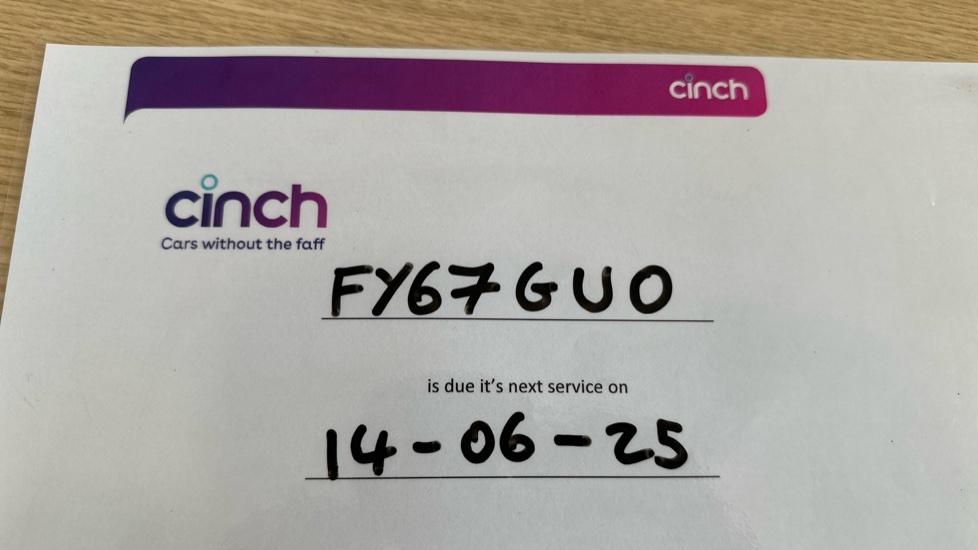 cinch
cinch
Cars without the faff
FY67GUO
is due it's next service on
14-06-25